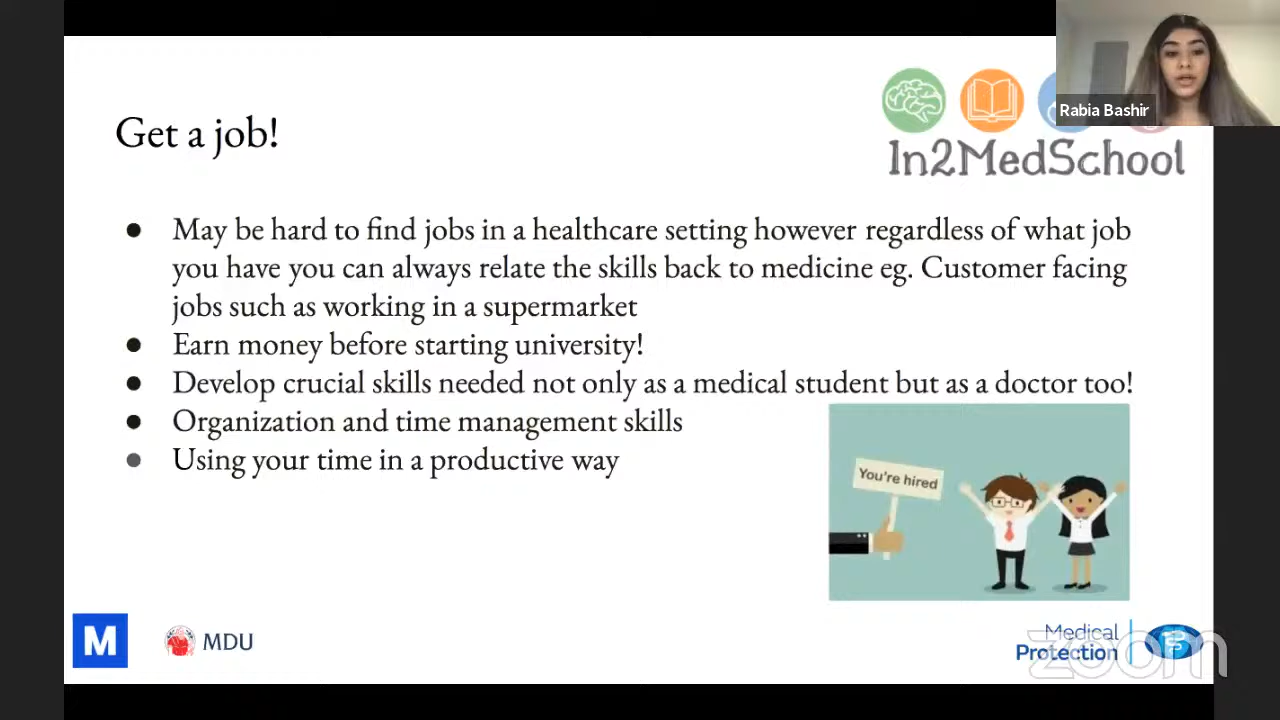 Rabia Bashir
Get a job!
In2MedSchool
● May be hard to find jobs in a healthcare setting however regardless of what job
you have you can always relate the skills back to medicine eg. Customer facing
jobs such as working in a supermarket
● Earn money before starting university!
● Develop crucial skills needed not only as a medical student but as a doctor too!
● Organization and time management skills
● Using your time in a productive way
You're hired
M
MDU
Medical
Protection
zoom